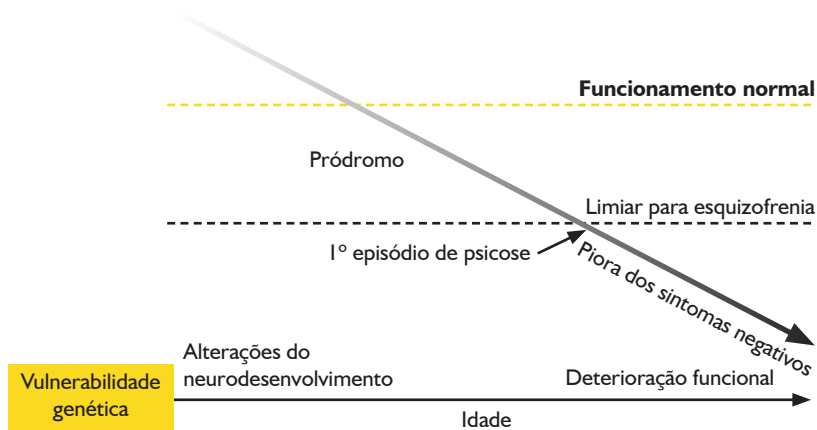 Funcionamento normal
Pródromo
Limiar para esquizofrenia
1º episódio de psicose
Piora dos sintomas negativos
Alterações do
neurodesenvolvimento
Deterioração funcional
Vulnerabilidade
genética
Idade